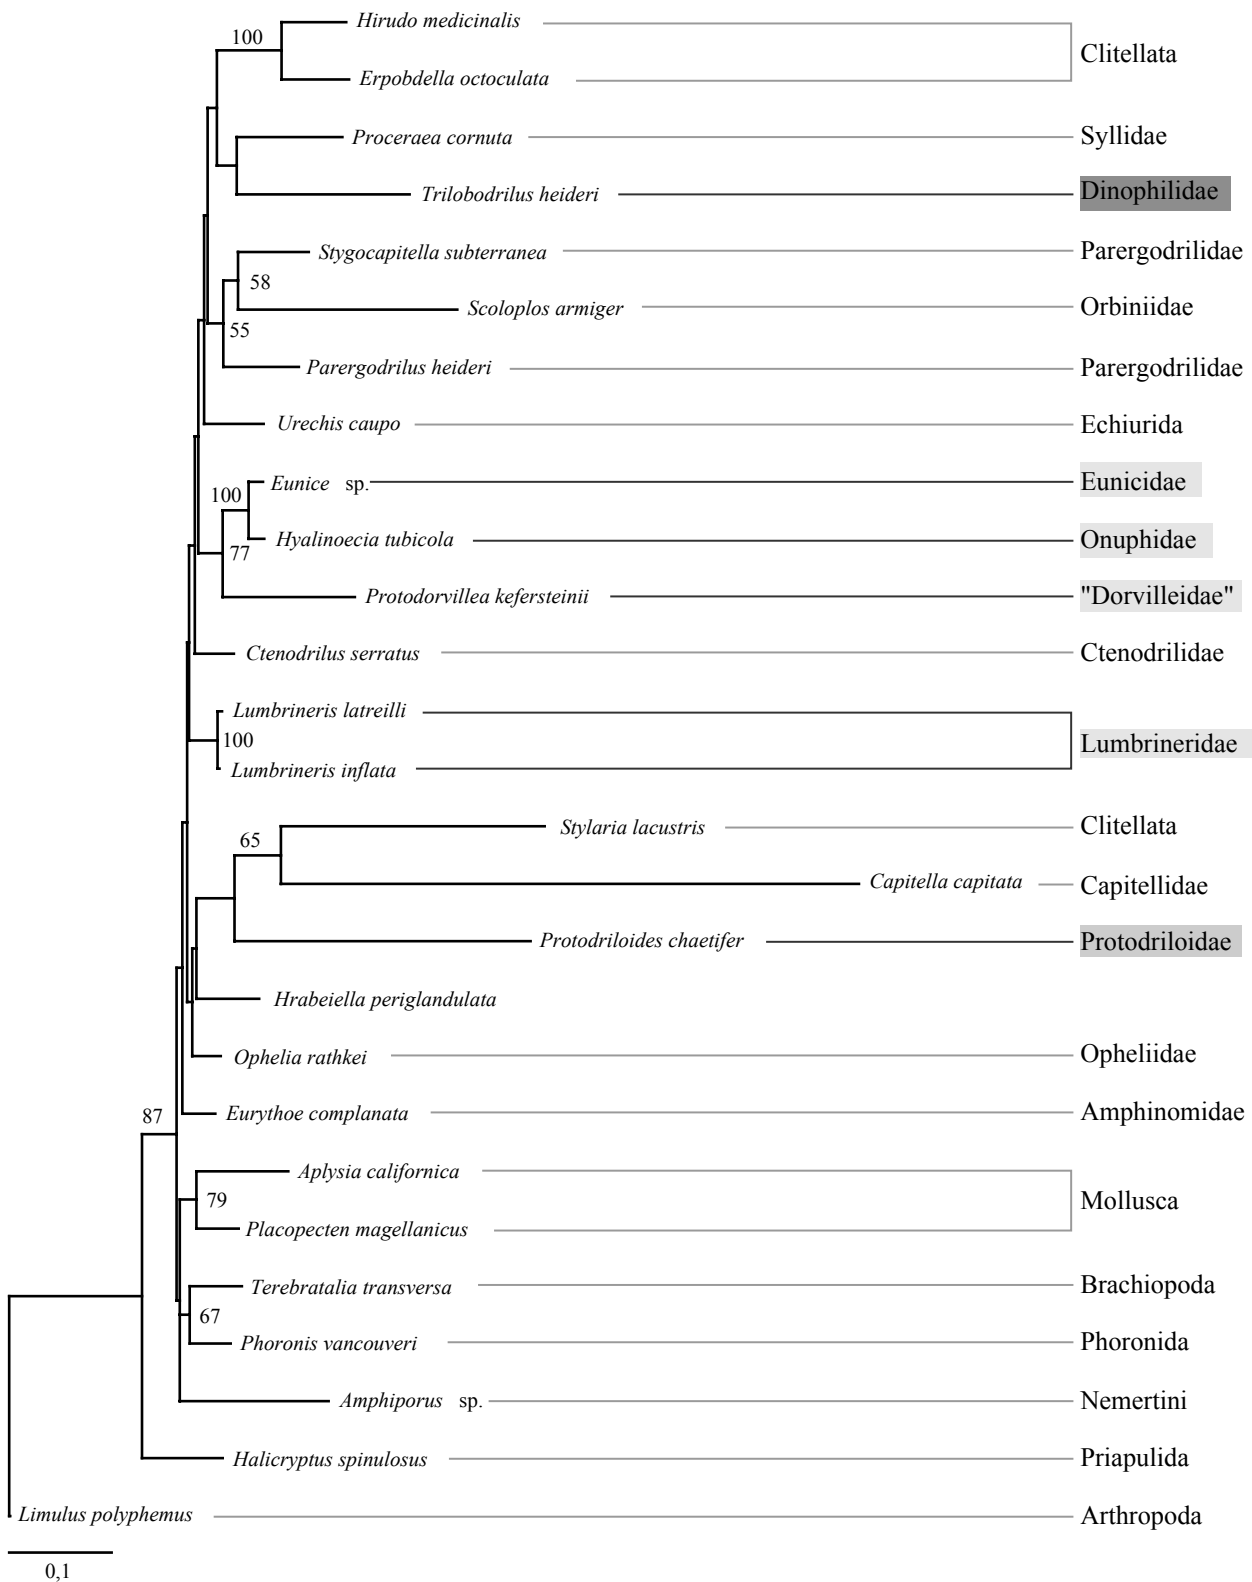 Hirudo medicinalis
100
Clitellata
Erpobdella octoculata
Proceraea cornuta
Syllidae
Trilobodrilus heideri
Dinophilidae
Stygocapitella subterranea
Parergodrilidae
58
Scoloplos armiger
Orbiniidae
55
Parergodrilus heideri
Parergodrilidae
Urechis caupo
Echiurida
Eunice sp.
Eunicidae
100
Hyalinoecia tubicola
Onuphidae
77
Protodorvillea kefersteinii
"Dorvilleidae"
Ctenodrilus serratus
Ctenodrilidae
Lumbrineris latreilli
100
Lumbrineridae
Lumbrineris inflata
Stylaria lacustris
Clitellata
65
Capitella capitata
Capitellidae
Protodriloides chaetifer
Protodriloidae
Hrabeiella periglandulata
Ophelia rathkei
Opheliidae
Eurythoe complanata
Amphinomidae
87
Aplysia californica
79
Mollusca
Placopecten magellanicus
Terebratalia transversa
Brachiopoda
67
Phoronis vancouveri
Phoronida
Amphiporus sp.
Nemertini
Halicryptus spinulosus
Priapulida
Limulus polyphemus
Arthropoda
0,1